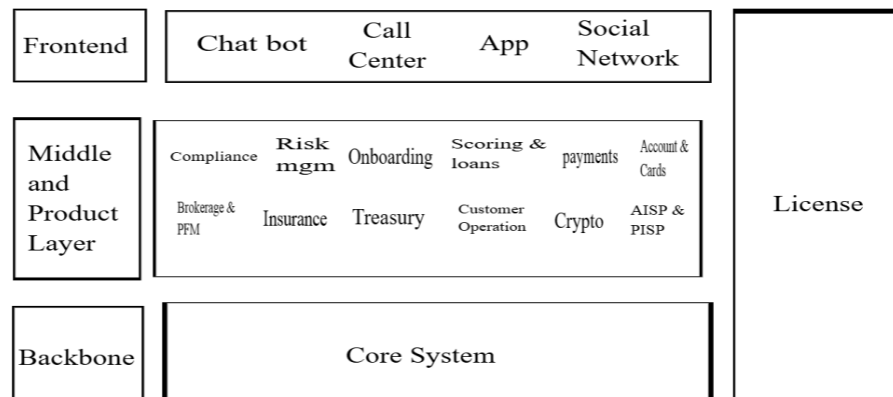 Frontend
Chat bot
Call
Center
App
Social
Network
Middle
and
Product
Layer
Compliance
Risk
mgm
Onboarding
Scoring &
loans
payments
Account &
Cards
Brokerage &
PFM
Insurance
Treasury
Customer
Operation
Crypto
AISP &
PISP
License
Backbone
Core System